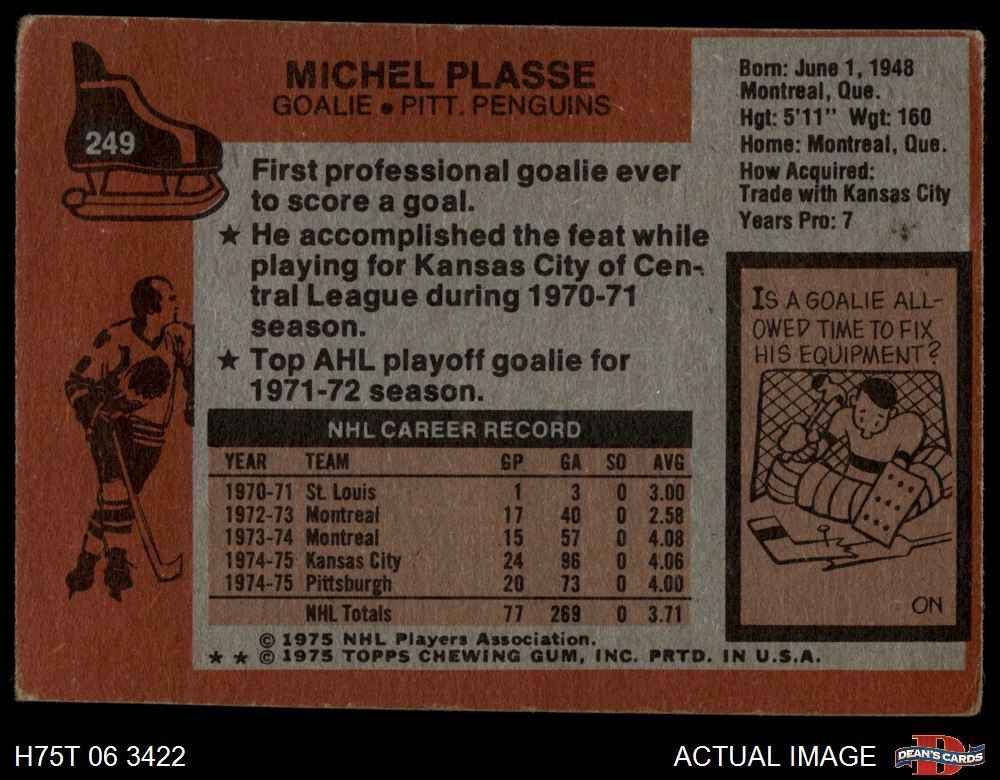 MICHEL PLASSE
GOALIE • PITT. PENGUINS
249
Born: June 1, 1948
Montreal, Que.
Hgt: 5'11" Wgt: 160
Home: Montreal, Que.
How Acquired:
Trade with Kansas City
Years Pro: 7
First professional goalie ever
to score a goal.
★ He accomplished the feat while
playing for Kansas City of Cen-
tral League during 1970-71
season.
★ Top AHL playoff goalie for
1971-72 season.
NHL CAREER RECORD
YEAR TEAM GP GA SO AVG
1970-71 St. Louis 1 3 0 3.00
1972-73 Montreal 17 40 0 2.58
1973-74 Montreal 15 57 0 4.08
1974-75 Kansas City 24 96 0 4.06
1974-75 Pittsburgh 20 73 0 4.00
NHL Totals 77 269 0 3.71
© 1975 NHL Players Association.
★ ★ © 1975 TOPPS CHEWING GUM, INC. PRTD. IN U.S.A.
IS A GOALIE ALL-
OWED TIME TO FIX
HIS EQUIPMENT?
ON
H75T 06 3422
ACTUAL IMAGE
D
DEAN'S CARDS